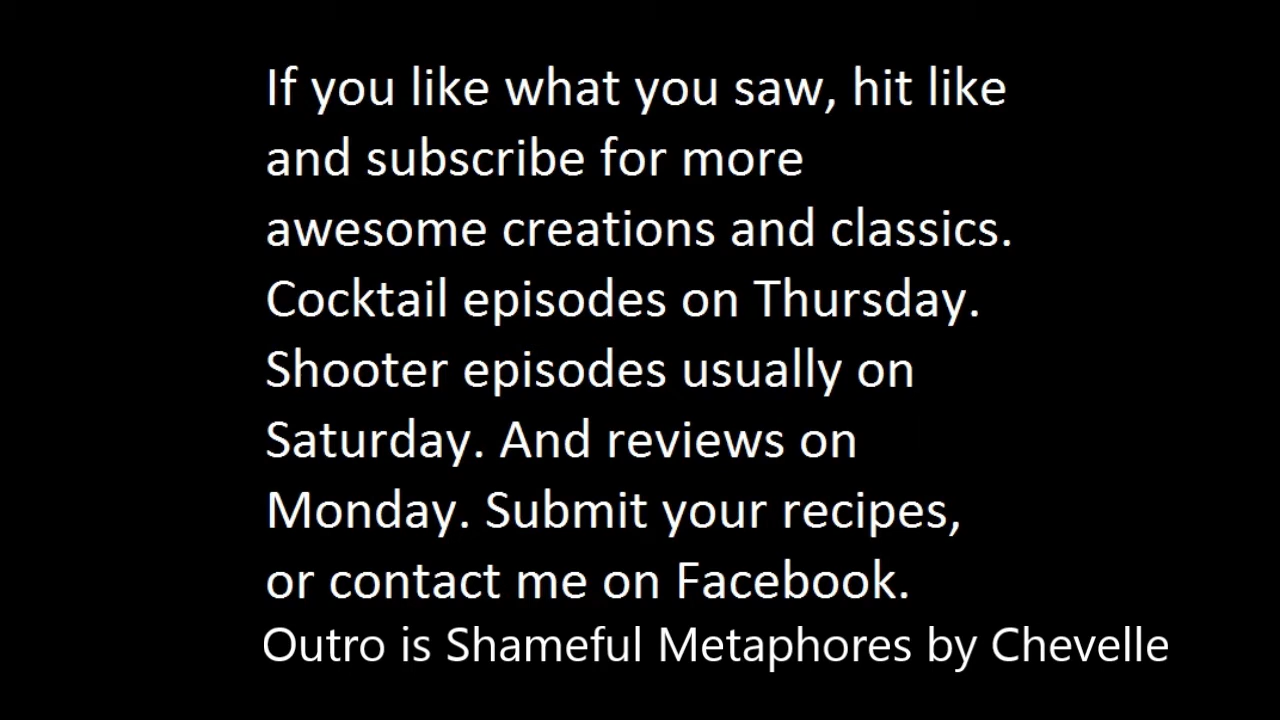 If you like what you saw, hit like
and subscribe for more
awesome creations and classics.
Cocktail episodes on Thursday.
Shooter episodes usually on
Saturday. And reviews on
Monday. Submit your recipes,
or contact me on Facebook.
Outro is Shameful Metaphores by Chevelle